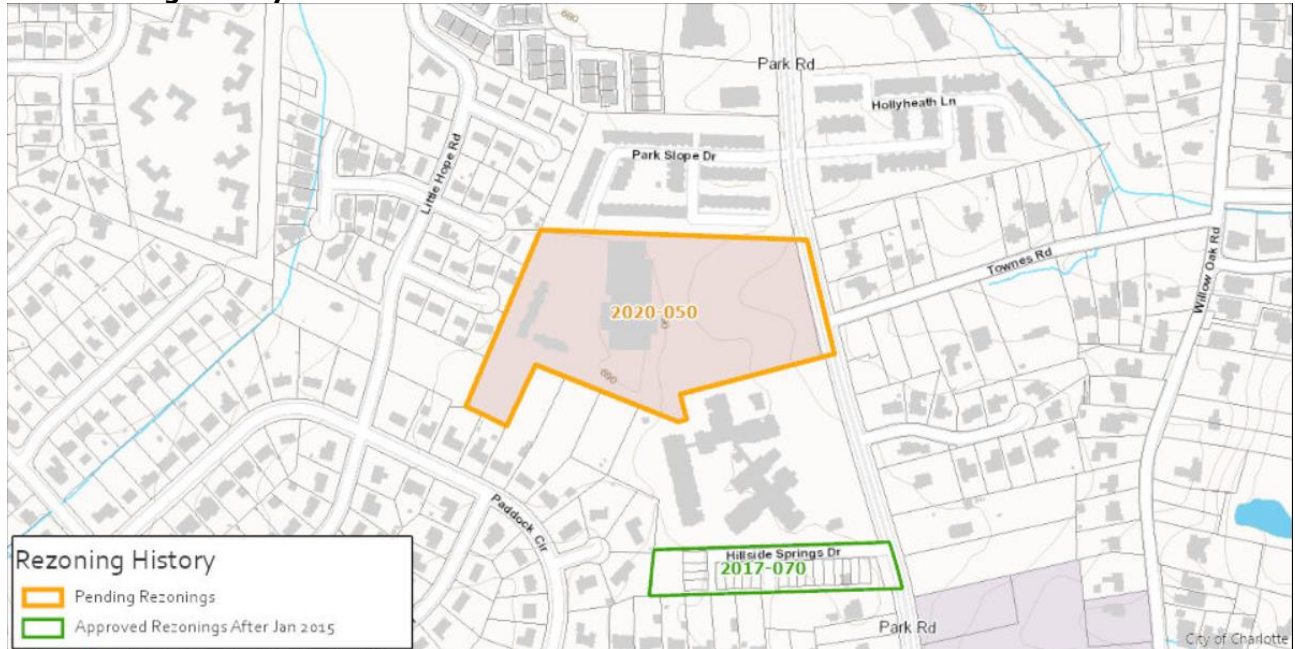 680
Park Rd
Hollyheath Ln
Park Slope Dr
Little Hope Rd
Townes Rd
Willow Oak Rd
2020-050
690
Paddock Cir
Hillside Springs Dr
2017-070
Park Rd
Rezoning History
Pending Rezonings
Approved Rezonings After Jan 2015
City of Charlotte